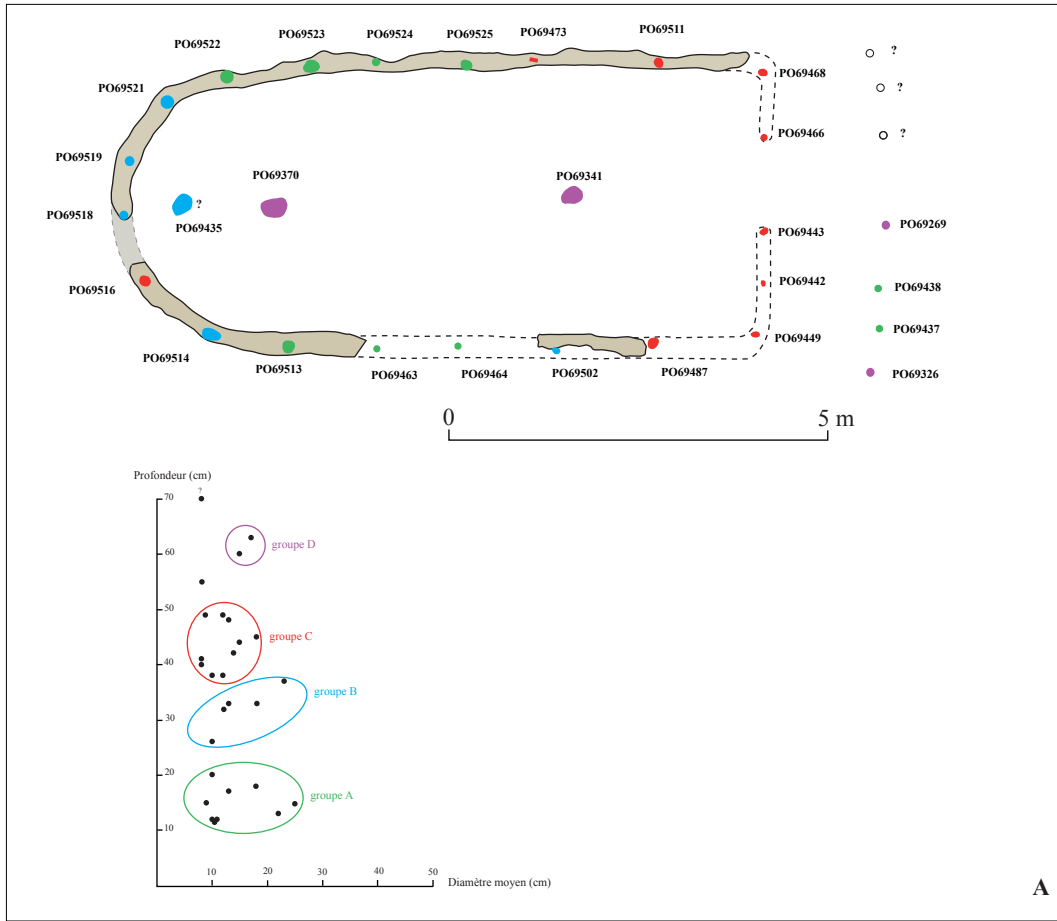 PO69522
PO69523
PO69524
PO69525
PO69473
PO69511
PO69468
?
PO69521
?
PO69466
?
PO69519
PO69370
PO69341
PO69518
?
PO69435
PO69443
PO69269
PO69516
PO69442
PO69438
PO69514
PO69513
PO69463
PO69464
PO69502
PO69487
PO69449
PO69437
PO69326
0
5 m
Profondeur (cm)
?
70
groupe D
60
50
groupe C
40
groupe B
30
20
groupe A
10
10
20
30
40
50
Diamètre moyen (cm)
A